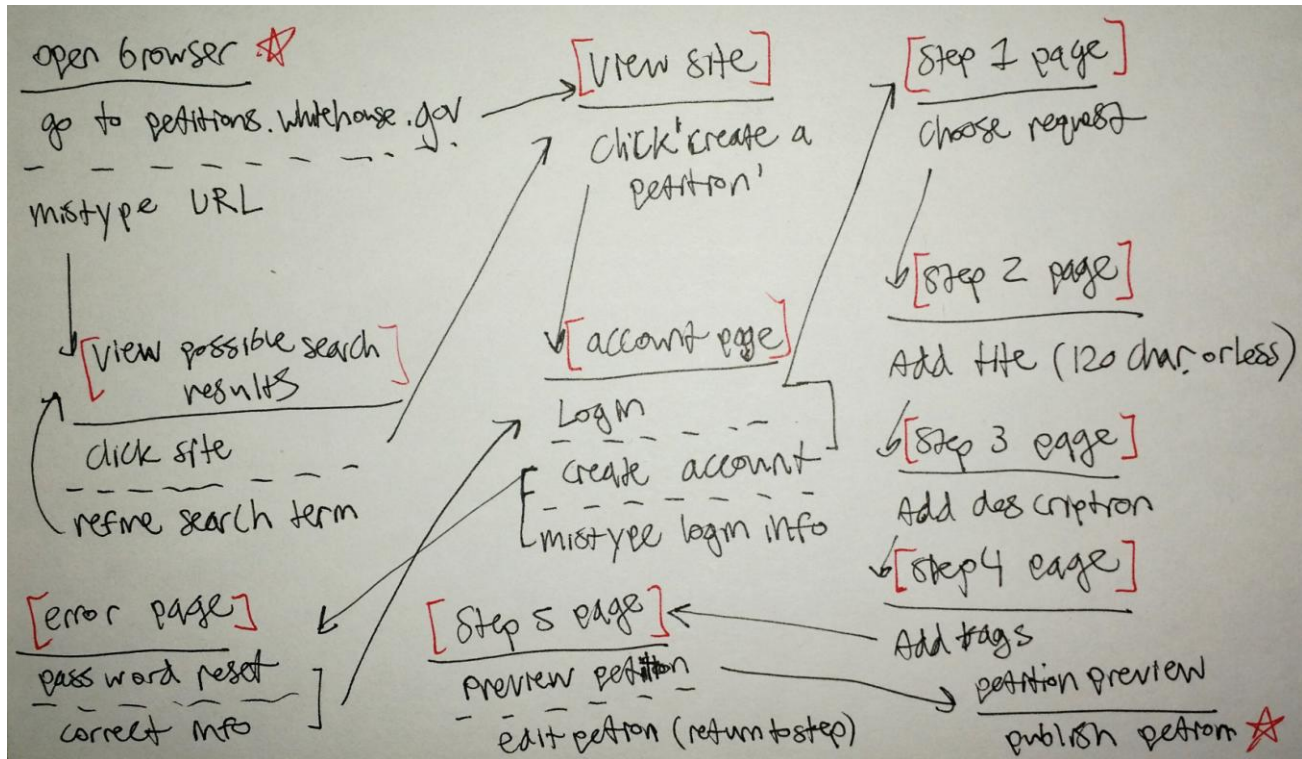 open browser
go to petitions.whitehouse.gov
mistype URL
[view possible search
results]
click site
refine search term
[error page]
password reset
correct info
[view site]
click 'create a
petition'
[account page]
Login
create account
mistype login info
[Step 5 page]
preview petition
edit petion (return to step)
[Step 1 page]
choose request
[Step 2 page]
Add title (120 char. or less)
[Step 3 page]
Add description
[Step 4 page]
Add tags
petition preview
publish petion